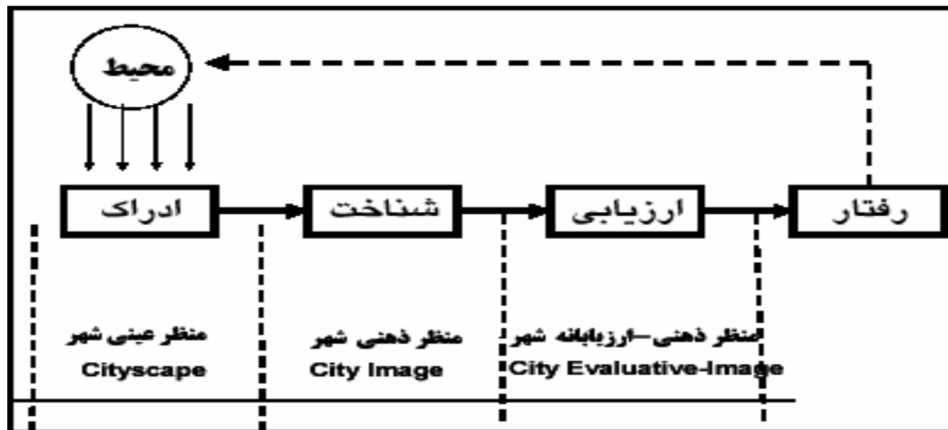 محیط
ادراک
شناخت
ارزیابی
رفتار
منظر عینی شهر
Cityscape
منظر ذهنی شهر
City Image
منظر ذهنی-ارزیابانه شهر
City Evaluative-Image